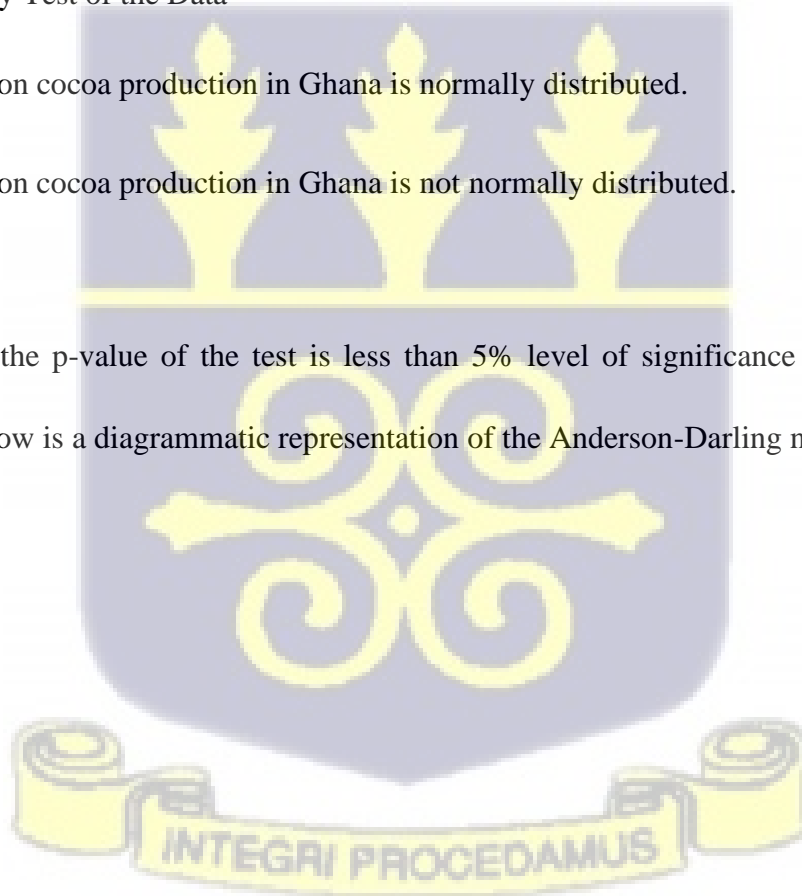 y Test of the Data
on cocoa production in Ghana is normally distributed.
on cocoa production in Ghana is not normally distributed.
the p-value of the test is less than 5% level of significance
ow is a diagrammatic representation of the Anderson-Darling n
INTEGRI PROCEDAMUS